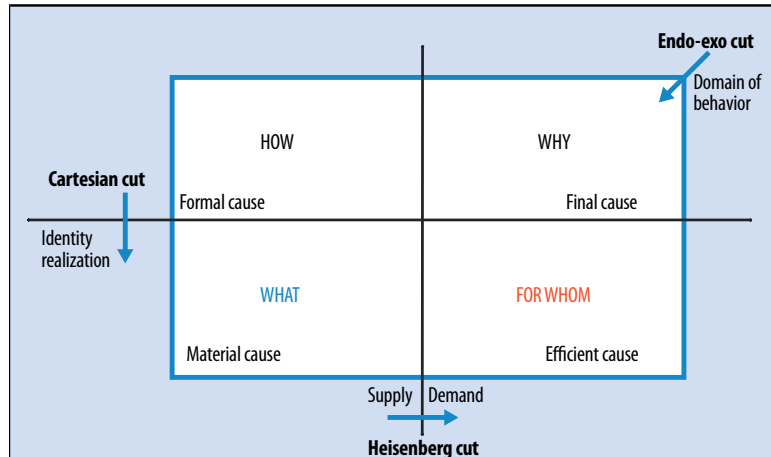 Endo-exo cut
Domain of
behavior
HOW
WHY
Cartesian cut
Formal cause
Final cause
Identity
realization
WHAT
FOR WHOM
Material cause
Efficient cause
Supply
Demand
Heisenberg cut